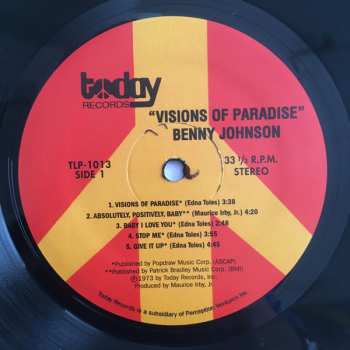 today
RECORDS
"VISIONS OF PARADISE"
BENNY JOHNSON
TLP-1013
SIDE 1
33 ⅓ R.P.M.
STEREO
1. VISIONS OF PARADISE* (Edna Toles) 3:38
2. ABSOLUTELY, POSITIVELY, BABY** (Maurice Irby, Jr.) 4:20
3. BABY I LOVE YOU* (Edna Toles) 2:48
4. STOP ME* (Edna Toles) 3:55
5. GIVE IT UP* (Edna Toles) 4:45
*Published by Popdraw Music Corp. (ASCAP)
**Published by Patrick Bradley Music Corp. (BMI)
℗1973 by Today Records, Inc.
Produced by Maurice Irby, Jr.
Today Records is a subsidiary of Perception Ventures Inc.